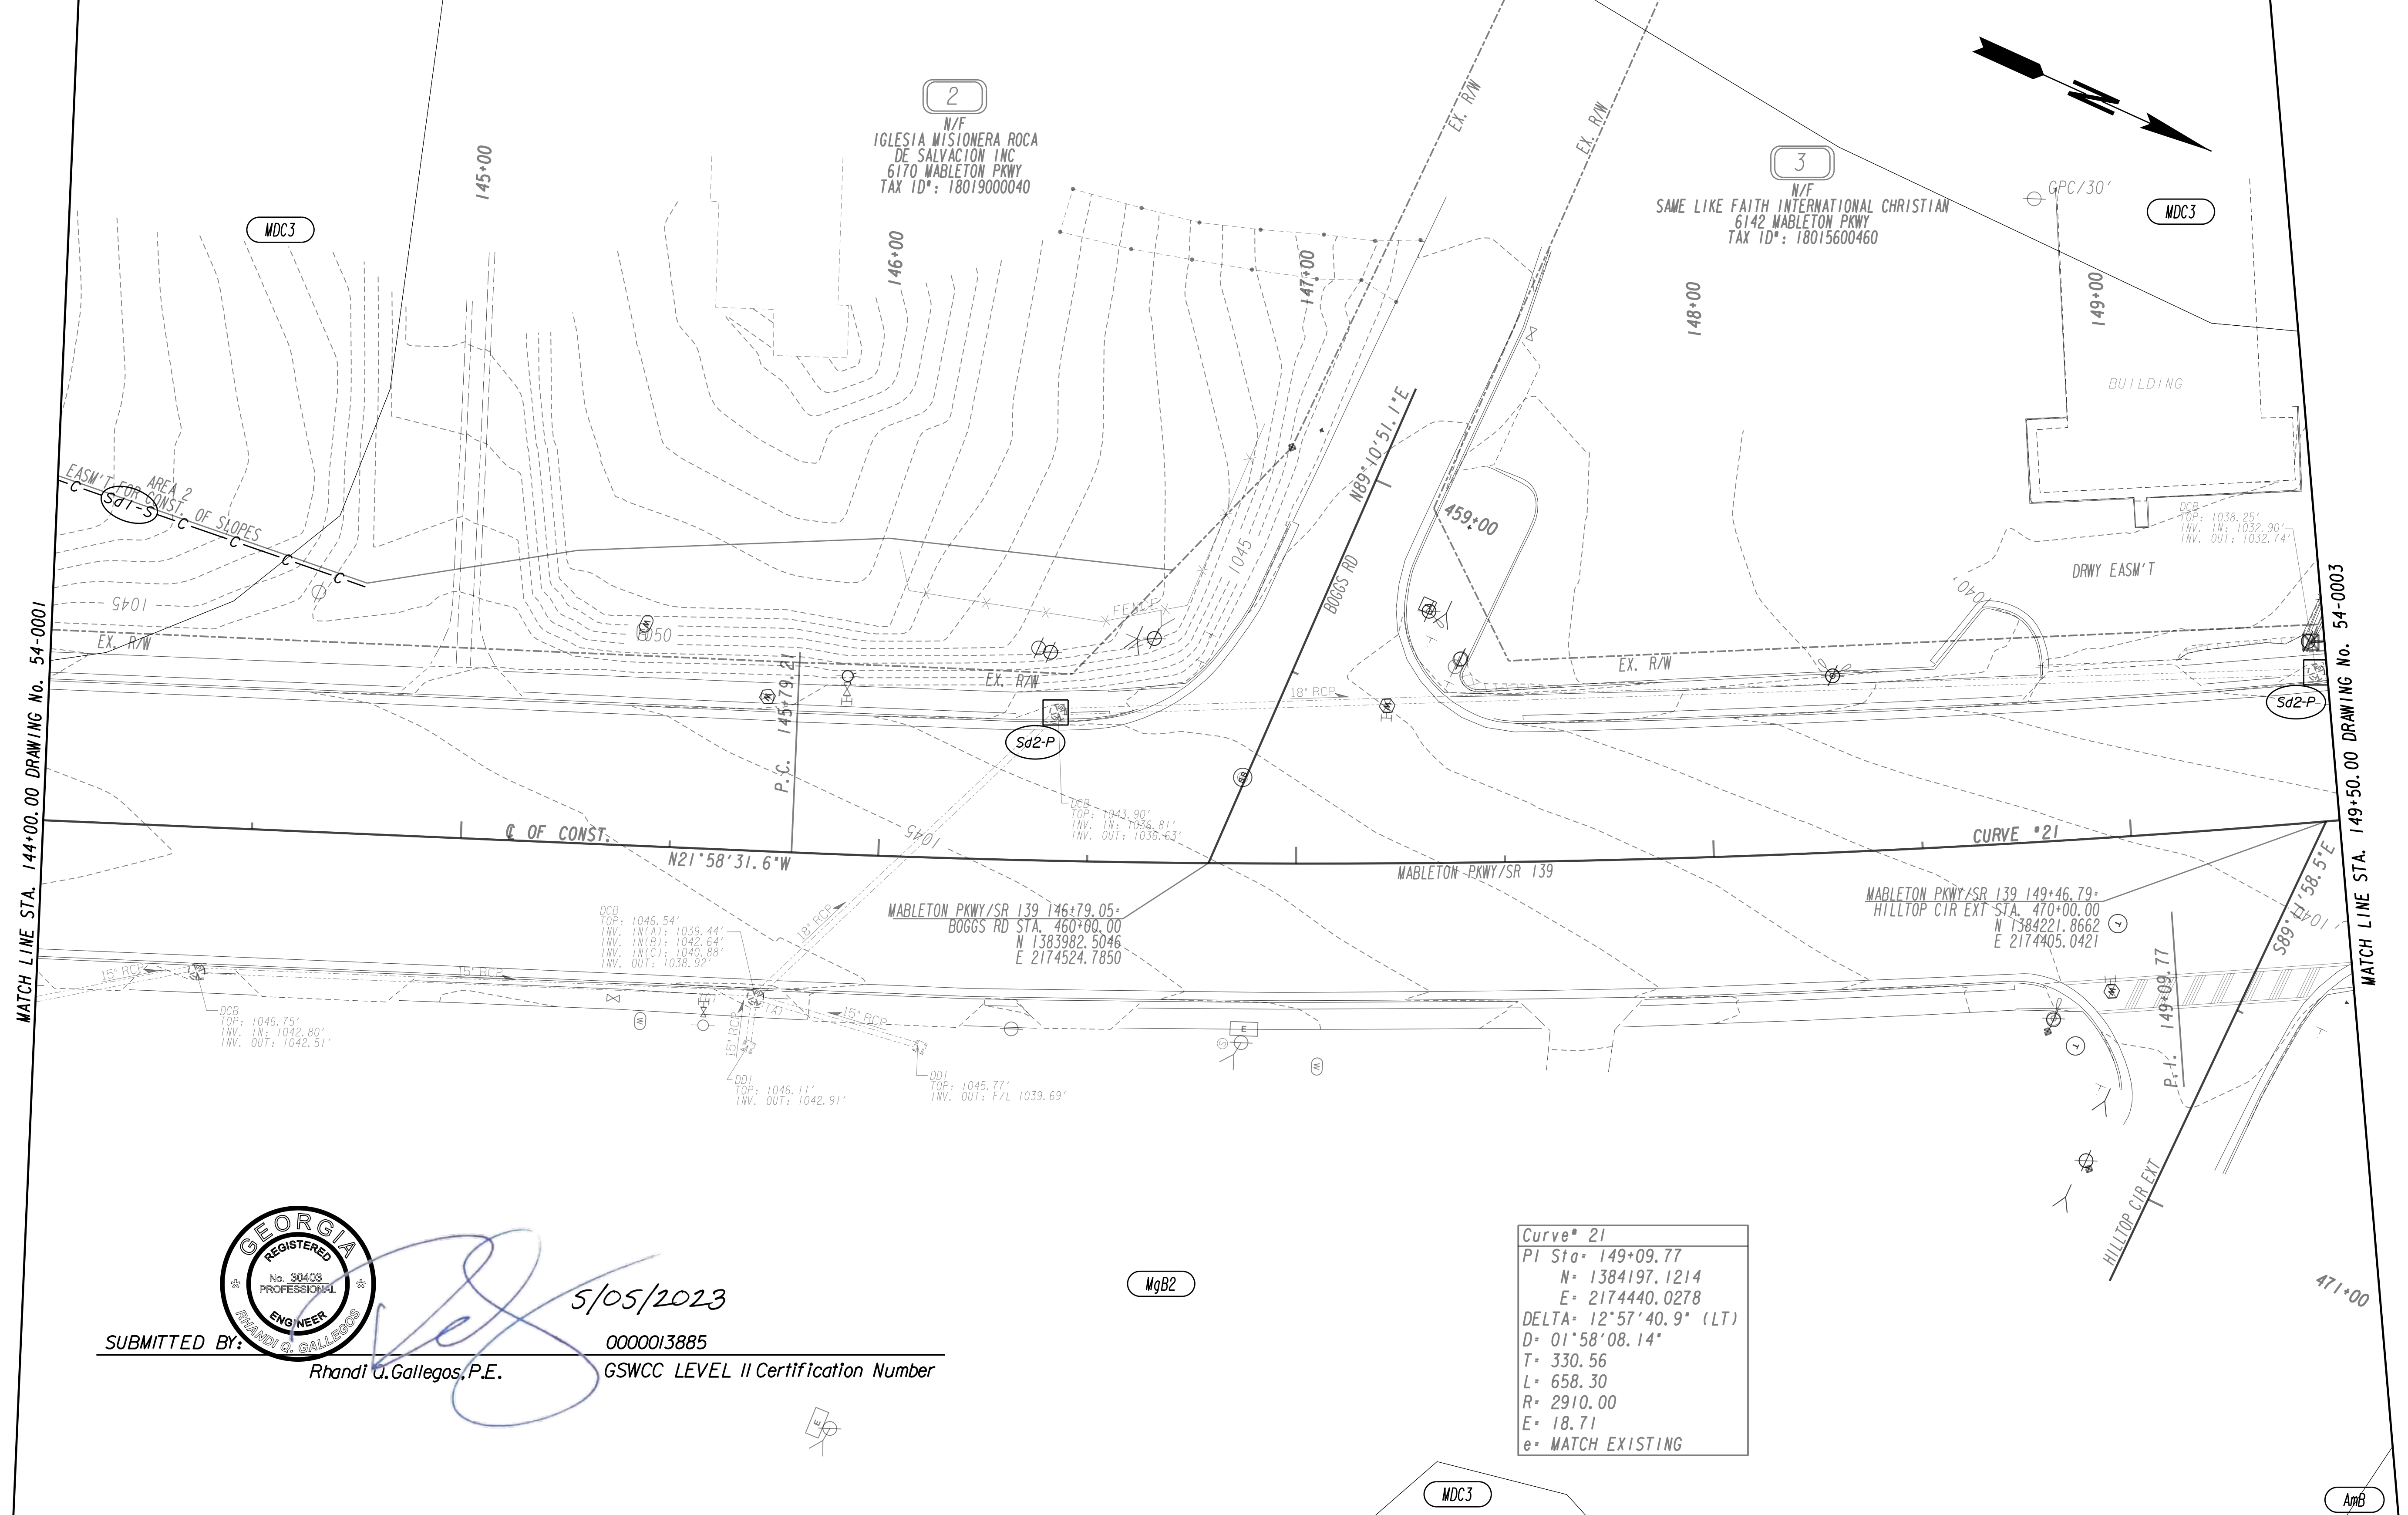 2
N/F
IGLESIA MISIONERA ROCA
DE SALVACION INC
6170 MABLETON PKWY
TAX ID#: 18019000040
3
N/F
SAME LIKE FAITH INTERNATIONAL CHRISTIAN
6142 MABLETON PKWY
TAX ID#: 18015600460
N
GPC/30'
MDC3
MDC3
145+00
146+00
147+00
148+00
149+00
EX. R/W
EX. R/W
BUILDING
AREA 2
EASM'T FOR CONST. OF SLOPES
Sd1-S
C C C C C
1045
EX. R/W
1050
W
FENCE
1045
N89°10'51.1"E
BOGGS RD
459+00
DCB
TOP: 1038.25'
INV. IN: 1032.90'
INV. OUT: 1032.74'
DRWY EASM'T
1040
EX. R/W
EX. R/W
W
18" RCP
W
Sd2-P
Sd2-P
P.C. 145+79.21
SS
DCB
TOP: 1043.90'
INV. IN: 1036.81'
INV. OUT: 1036.63'
MATCH LINE STA. 144+00.00 DRAWING No. 54-0001
MATCH LINE STA. 149+50.00 DRAWING No. 54-0003
℄ OF CONST.
1045
CURVE #21
N21°58'31.6"W
MABLETON PKWY/SR 139
MABLETON PKWY/SR 139 146+79.05=
BOGGS RD STA. 460+00.00
N 1383982.5046
E 2174524.7850
MABLETON PKWY/SR 139 149+46.79=
HILLTOP CIR EXT STA. 470+00.00
N 1384221.8662
E 2174405.0421
T
1040
DCB
TOP: 1046.54'
INV. IN(A): 1039.44'
INV. IN(B): 1042.64'
INV. IN(C): 1040.88'
INV. OUT: 1038.92'
18" RCP
15" RCP
15" RCP
15" RCP
15" RCP
(A)
DCB
TOP: 1046.75'
INV. IN: 1042.80'
INV. OUT: 1042.51'
W
S
E
W
W
T
P.I. 149+09.77
DDI
TOP: 1046.11'
INV. OUT: 1042.91'
DDI
TOP: 1045.77'
INV. OUT: F/L 1039.69'
HILLTOP CIR EXT
471+00
GEORGIA
REGISTERED
No. 30403
PROFESSIONAL
ENGINEER
RHANDI Q. GALLEGOS
5/05/2023
SUBMITTED BY:
0000013885
Rhandi Q. Gallegos, P.E.
GSWCC LEVEL II Certification Number
E
MgB2
Curve# 21
PI Sta= 149+09.77
N= 1384197.1214
E= 2174440.0278
DELTA= 12°57'40.9" (LT)
D= 01°58'08.14"
T= 330.56
L= 658.30
R= 2910.00
E= 18.71
e= MATCH EXISTING
MDC3
AmB